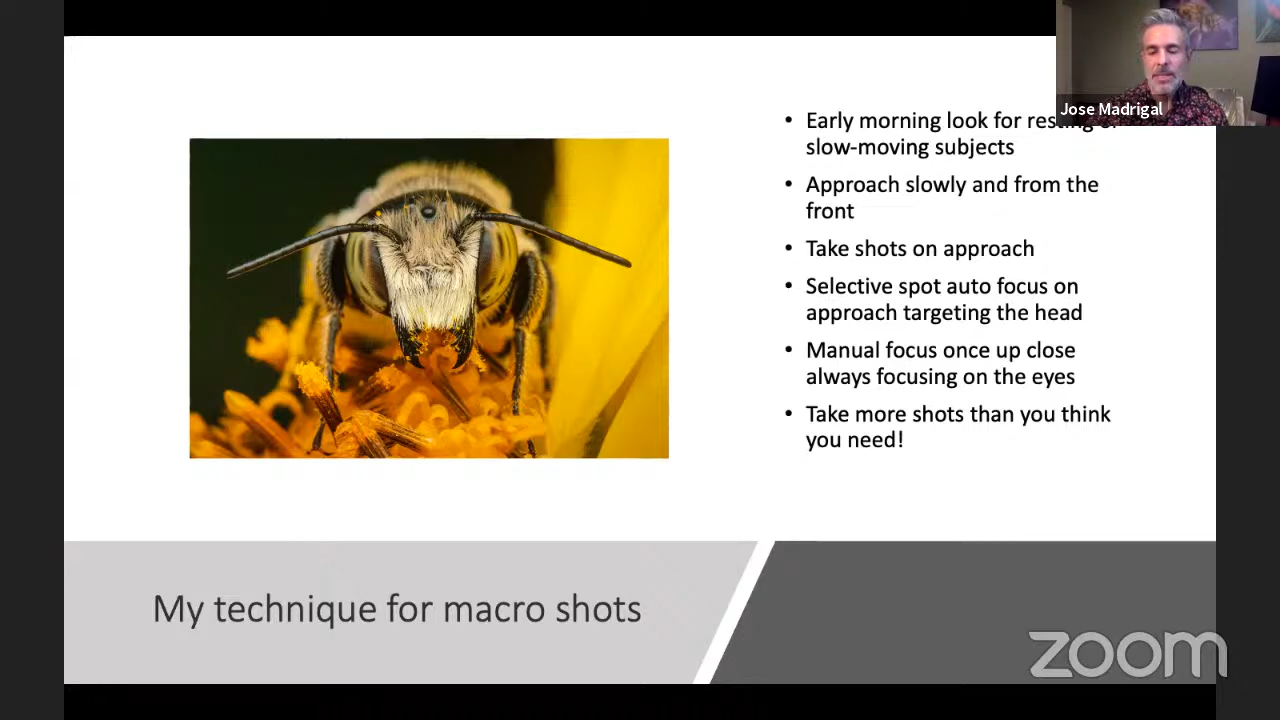 Jose Madrigal
• Early morning look for resting
slow-moving subjects
• Approach slowly and from the
front
• Take shots on approach
• Selective spot auto focus on
approach targeting the head
• Manual focus once up close
always focusing on the eyes
• Take more shots than you think
you need!
My technique for macro shots
zoom